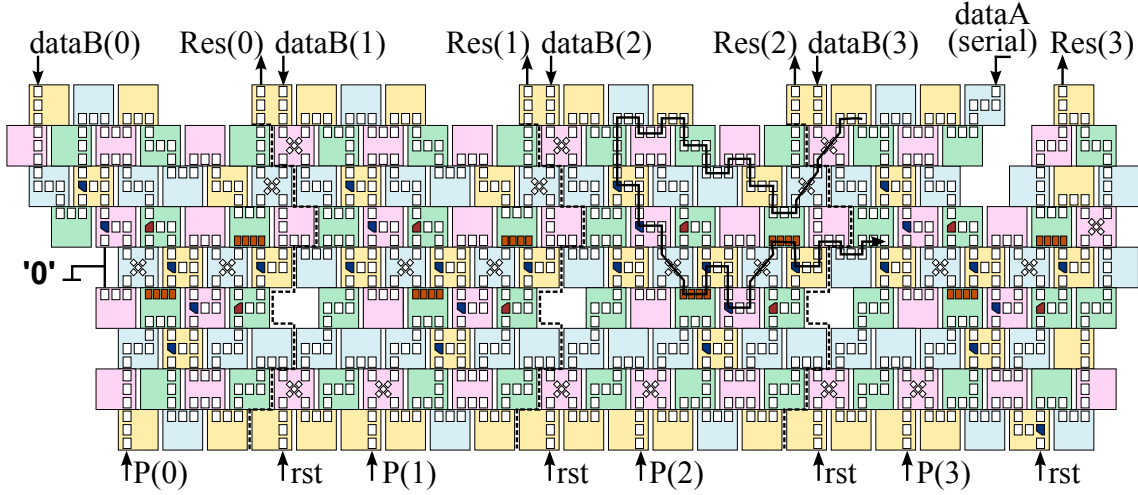 dataA
dataB(0) Res(0) dataB(1) Res(1) dataB(2) Res(2) dataB(3) (serial) Res(3)
'0'
P(0) rst P(1) rst P(2) rst P(3) rst